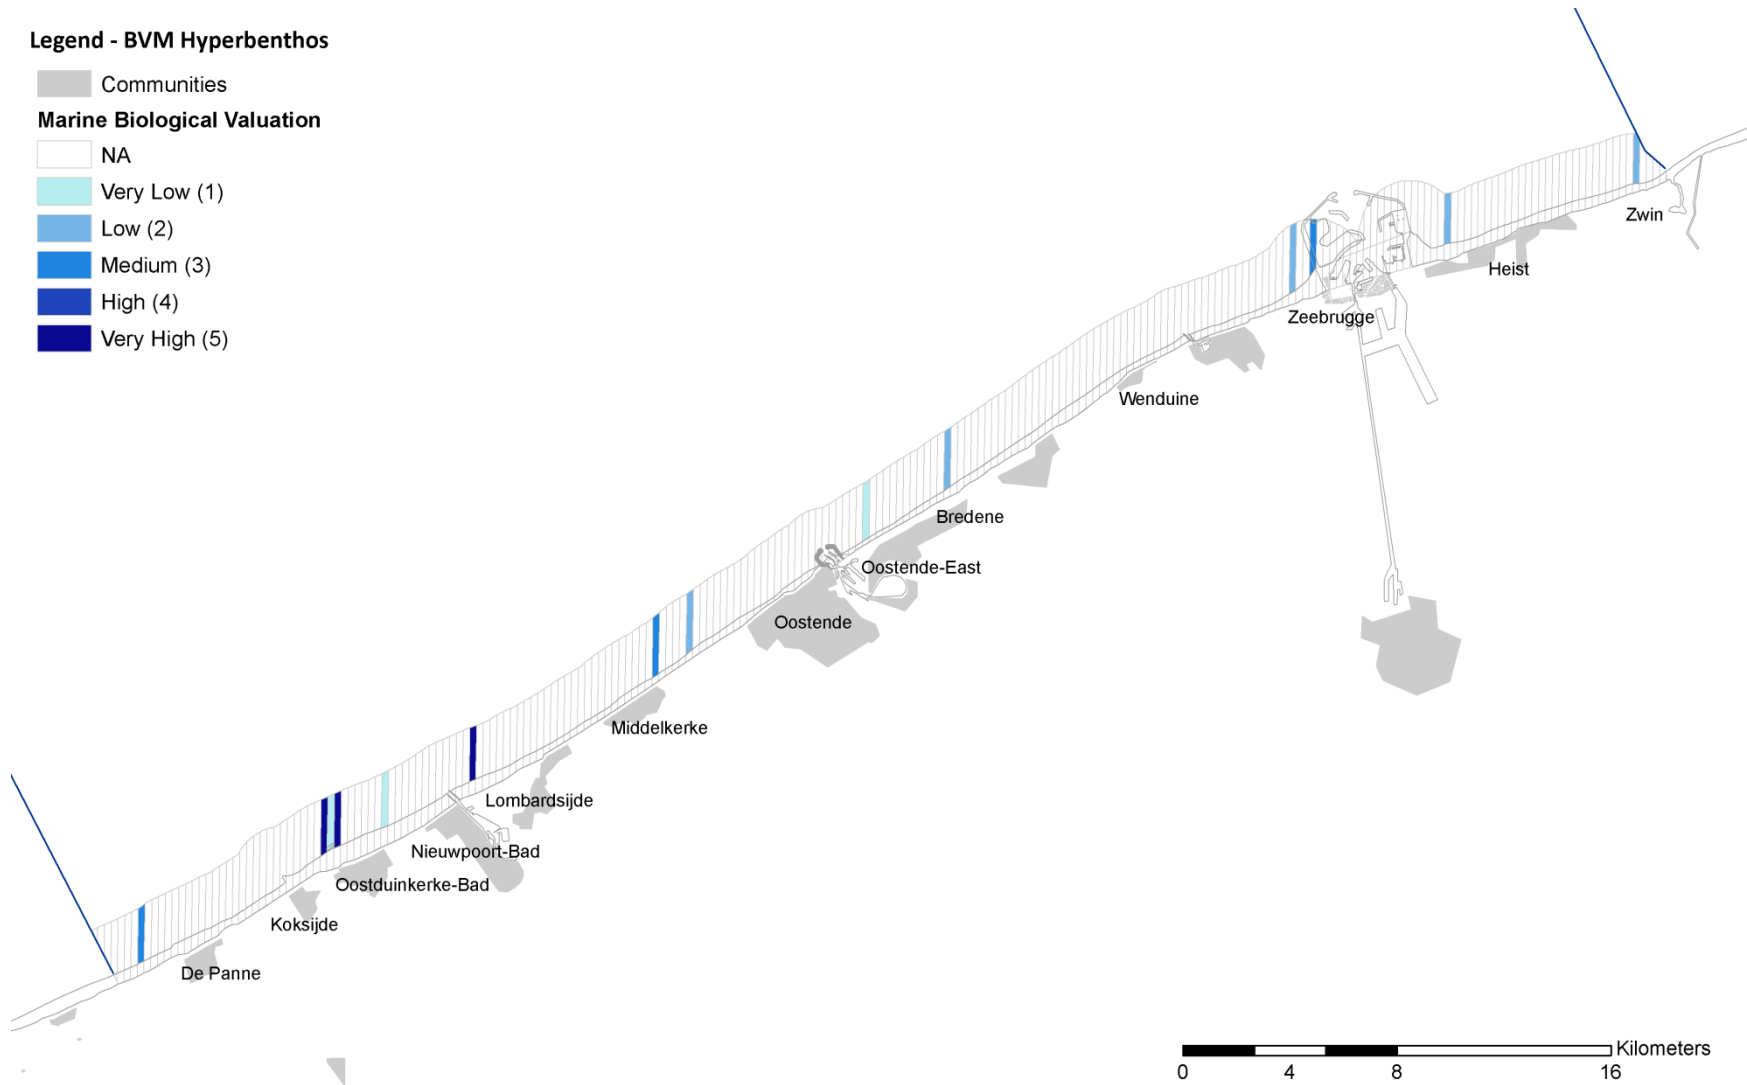 Legend - BVM Hyperbenthos
Communities
Marine Biological Valuation
NA
Very Low (1)
Low (2)
Medium (3)
High (4)
Very High (5)
Zwin
Heist
Zeebrugge
Wenduine
Bredene
Oostende-East
Oostende
Middelkerke
Lombardsijde
Nieuwpoort-Bad
Oostduinkerke-Bad
Koksijde
De Panne
Kilometers
0 4 8 16